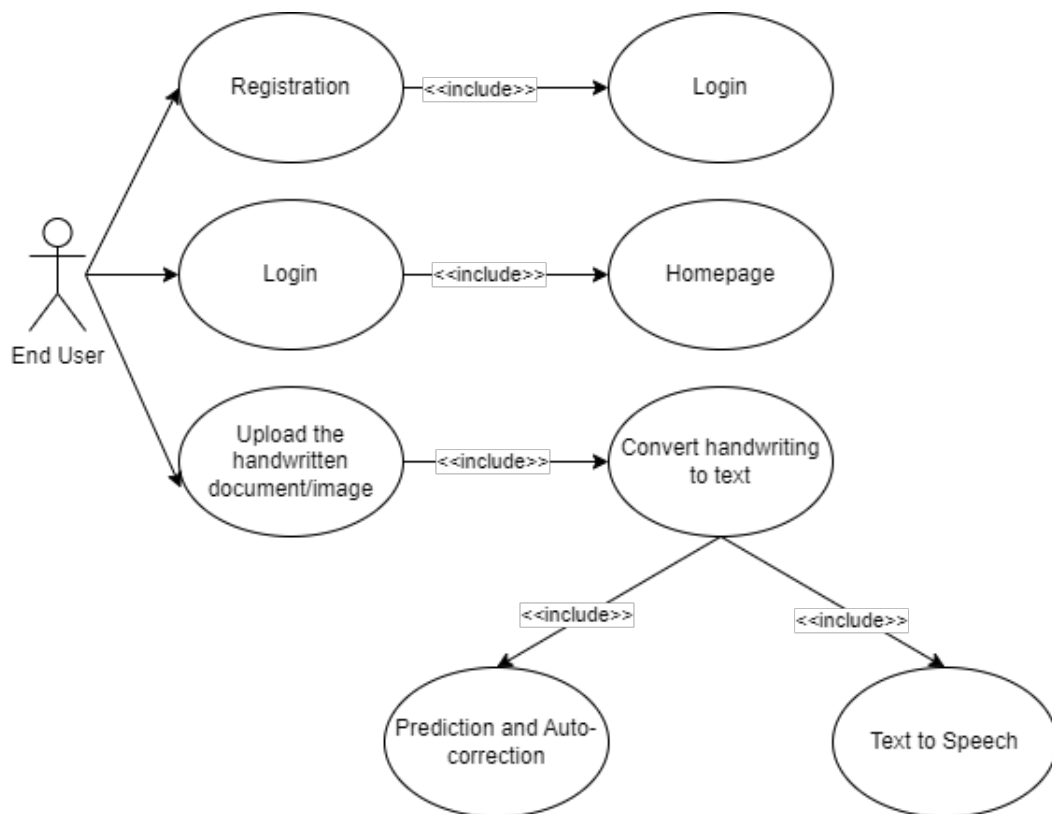 Registration
<<include>>
Login
Login
<<include>>
Homepage
End User
Upload the
handwritten
document/image
<<include>>
Convert handwriting
to text
<<include>>
<<include>>
Prediction and Auto-
correction
Text to Speech